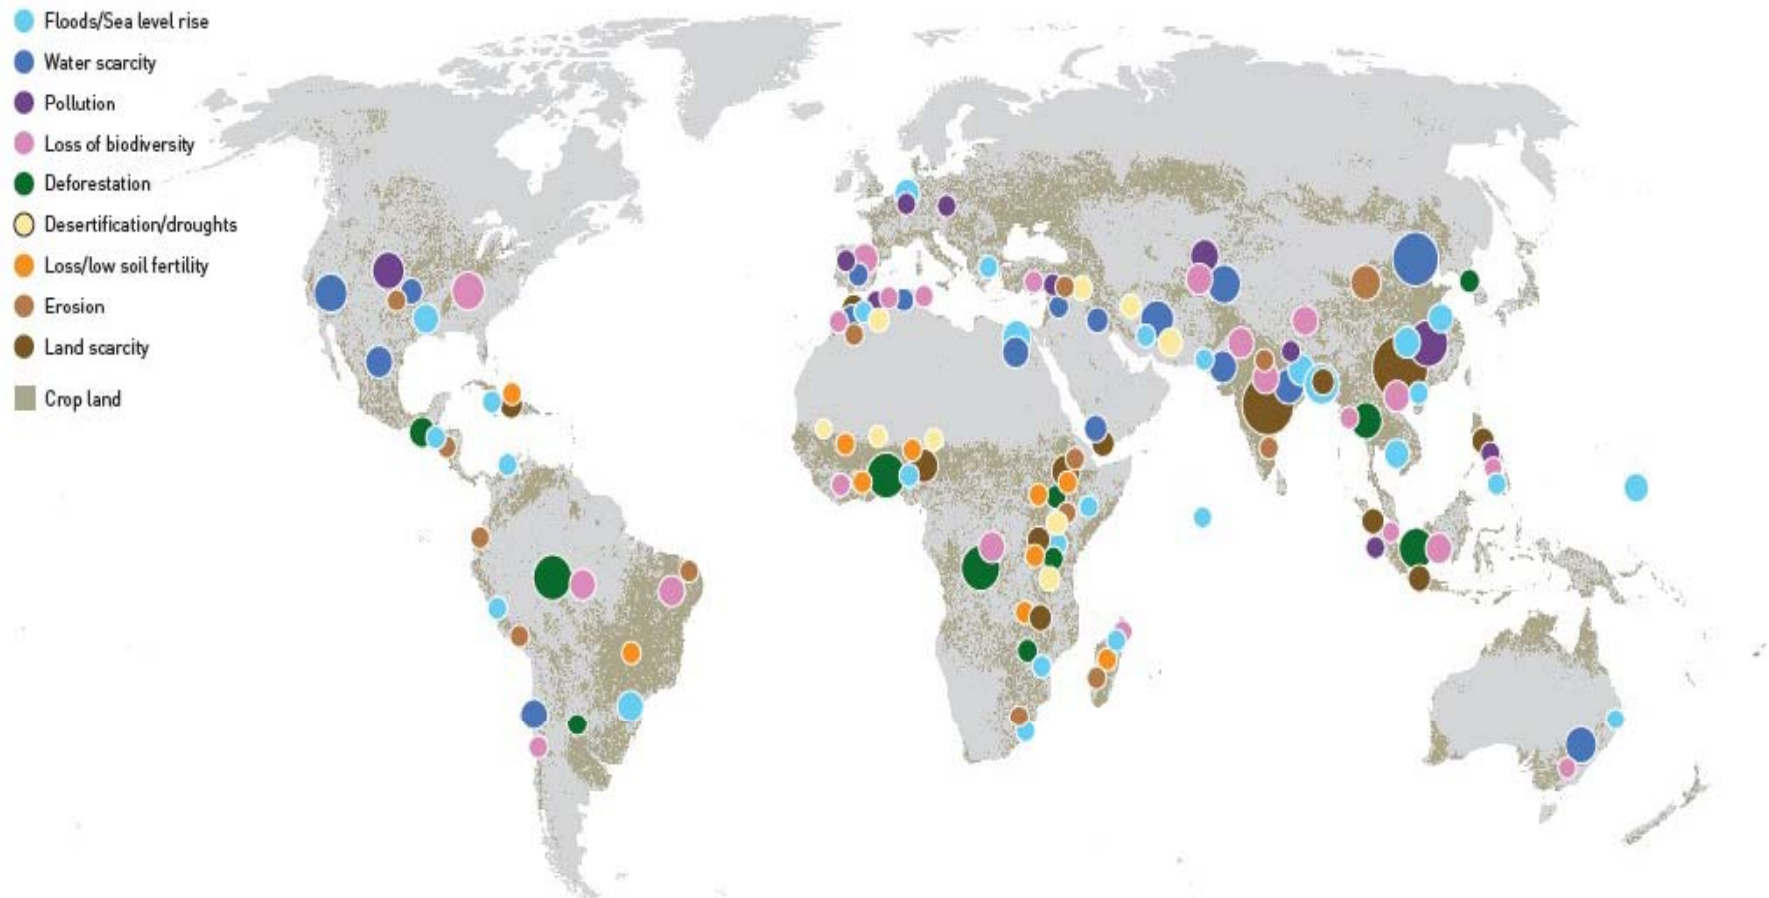 Floods/Sea level rise
Water scarcity
Pollution
Loss of biodiversity
Deforestation
Desertification/droughts
Loss/low soil fertility
Erosion
Land scarcity
Crop land